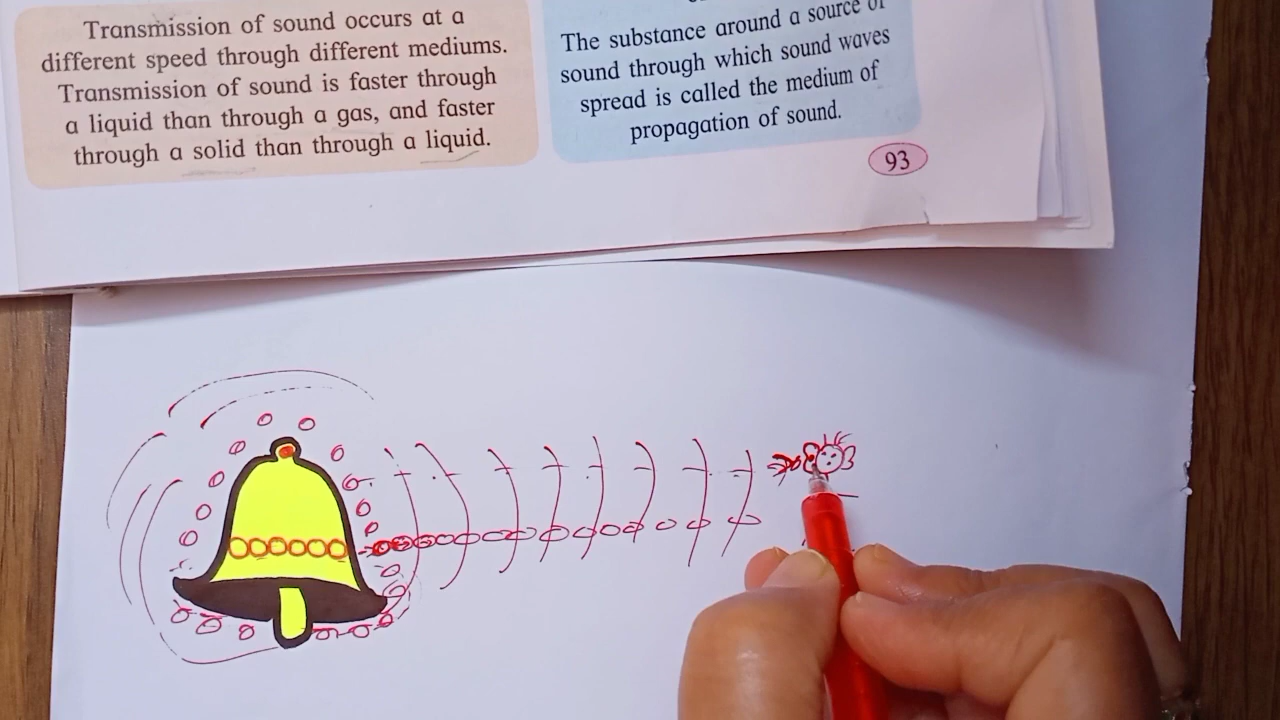 Transmission of sound occurs at a
different speed through different mediums.
Transmission of sound is faster through
a liquid than through a gas, and faster
through a solid than through a liquid.
The substance around a source of
sound through which sound waves
spread is called the medium of
propagation of sound.
93